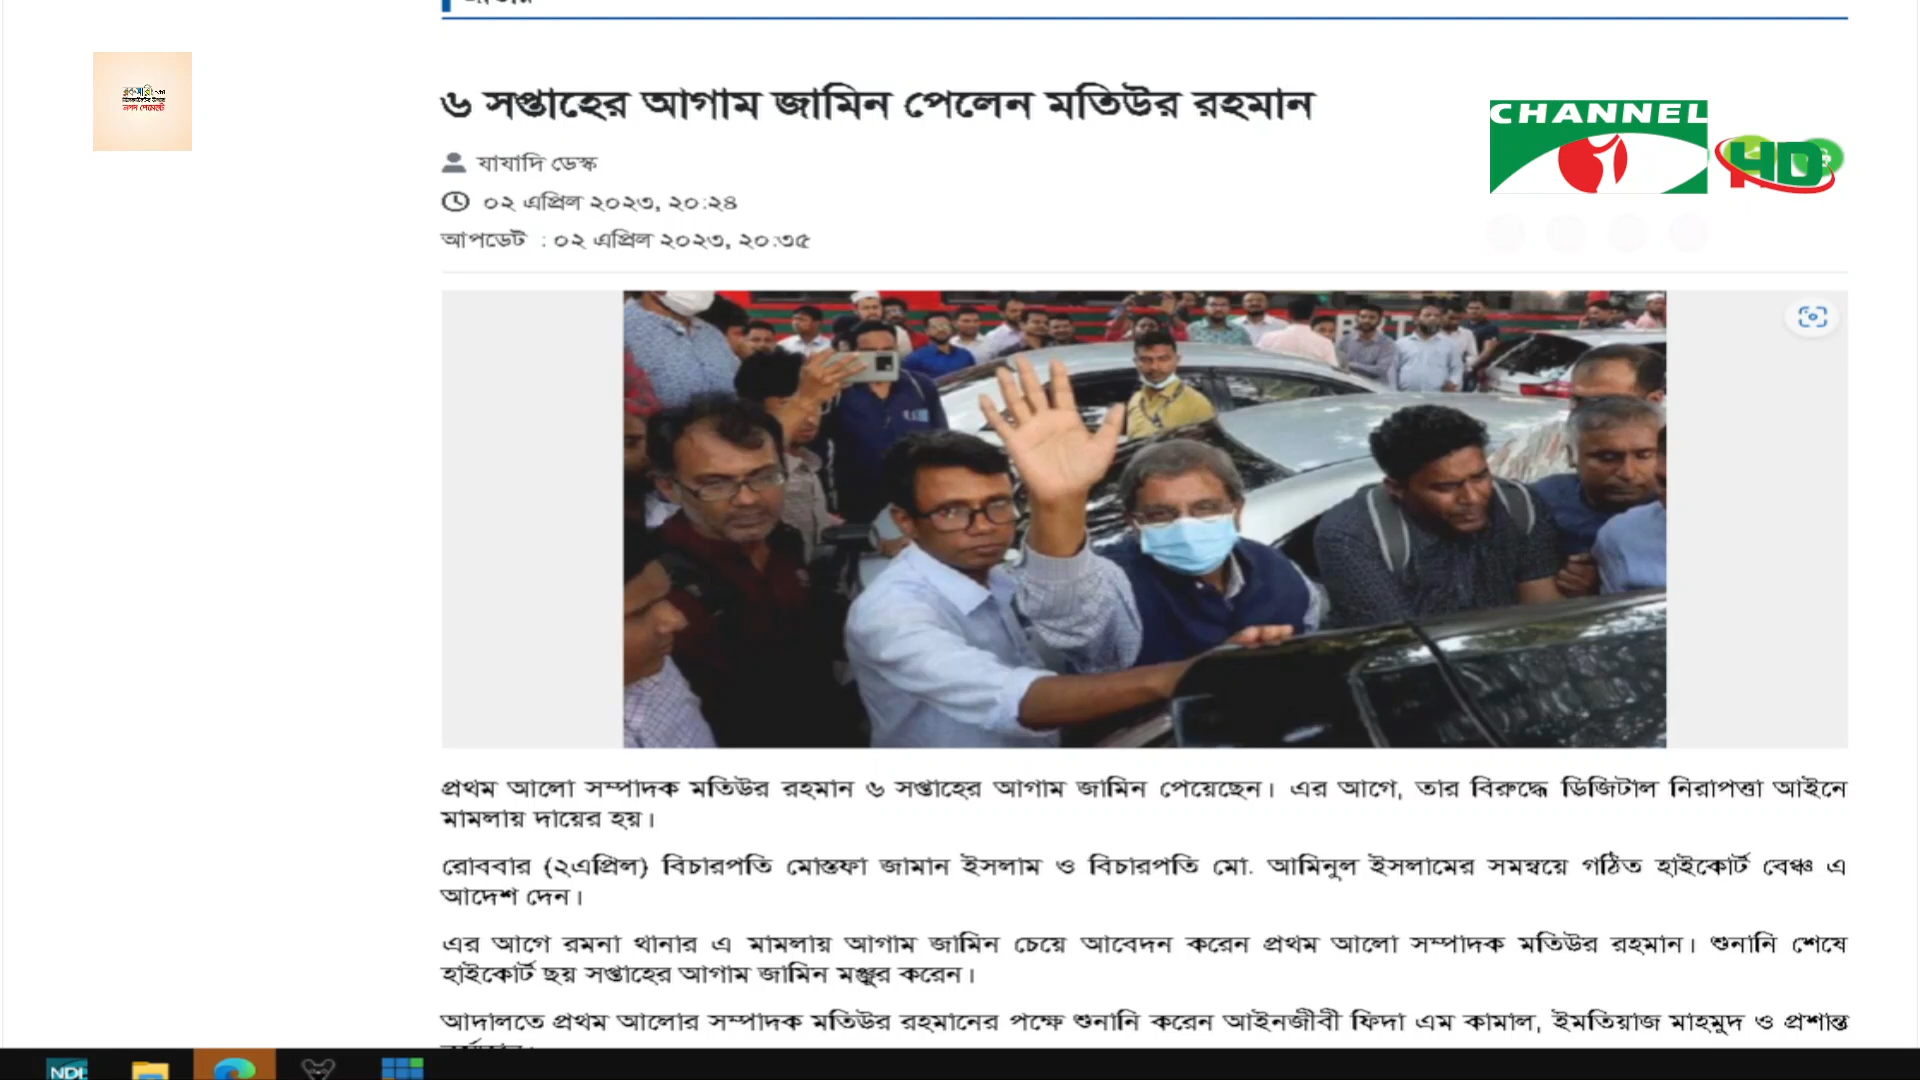 ৬ সপ্তাহের আগাম জামিন পেলেন মতিউর রহমান
CHANNEL
HD
যাযাদি ডেস্ক
০২ এপ্রিল ২০২৩, ২০:২৪
আপডেট : ০২ এপ্রিল ২০২৩, ২০:৩৫
প্রথম আলো সম্পাদক মতিউর রহমান ৬ সপ্তাহের আগাম জামিন পেয়েছেন। এর আগে, তার বিরুদ্ধে ডিজিটাল নিরাপত্তা আইনে
মামলায় দায়ের হয়।
রোববার (২এপ্রিল) বিচারপতি মোস্তফা জামান ইসলাম ও বিচারপতি মো. আমিনুল ইসলামের সমন্বয়ে গঠিত হাইকোর্ট বেঞ্চ এ
আদেশ দেন।
এর আগে রমনা থানার এ মামলায় আগাম জামিন চেয়ে আবেদন করেন প্রথম আলো সম্পাদক মতিউর রহমান। শুনানি শেষে
হাইকোর্ট ছয় সপ্তাহের আগাম জামিন মঞ্জুর করেন।
আদালতে প্রথম আলোর সম্পাদক মতিউর রহমানের পক্ষে শুনানি করেন আইনজীবী ফিদা এম কামাল, ইমতিয়াজ মাহমুদ ও প্রশান্ত
NDI